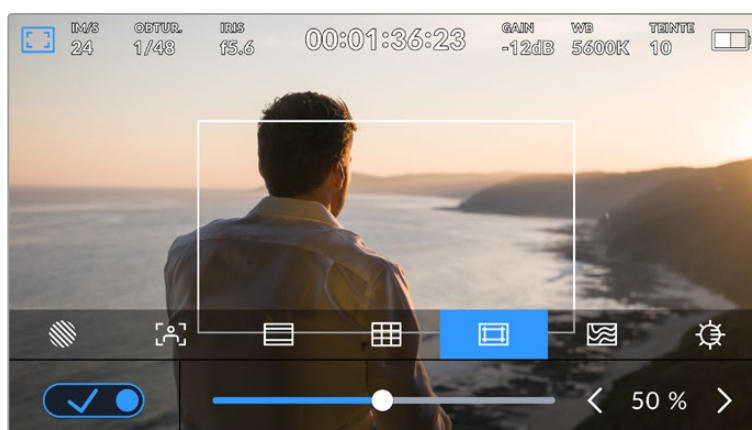 IM/S OBTUR. IRIS 00:01:36:23 GAIN WB TEINTE
24 1/48 f5.6 -12dB 5600K 10
50 %